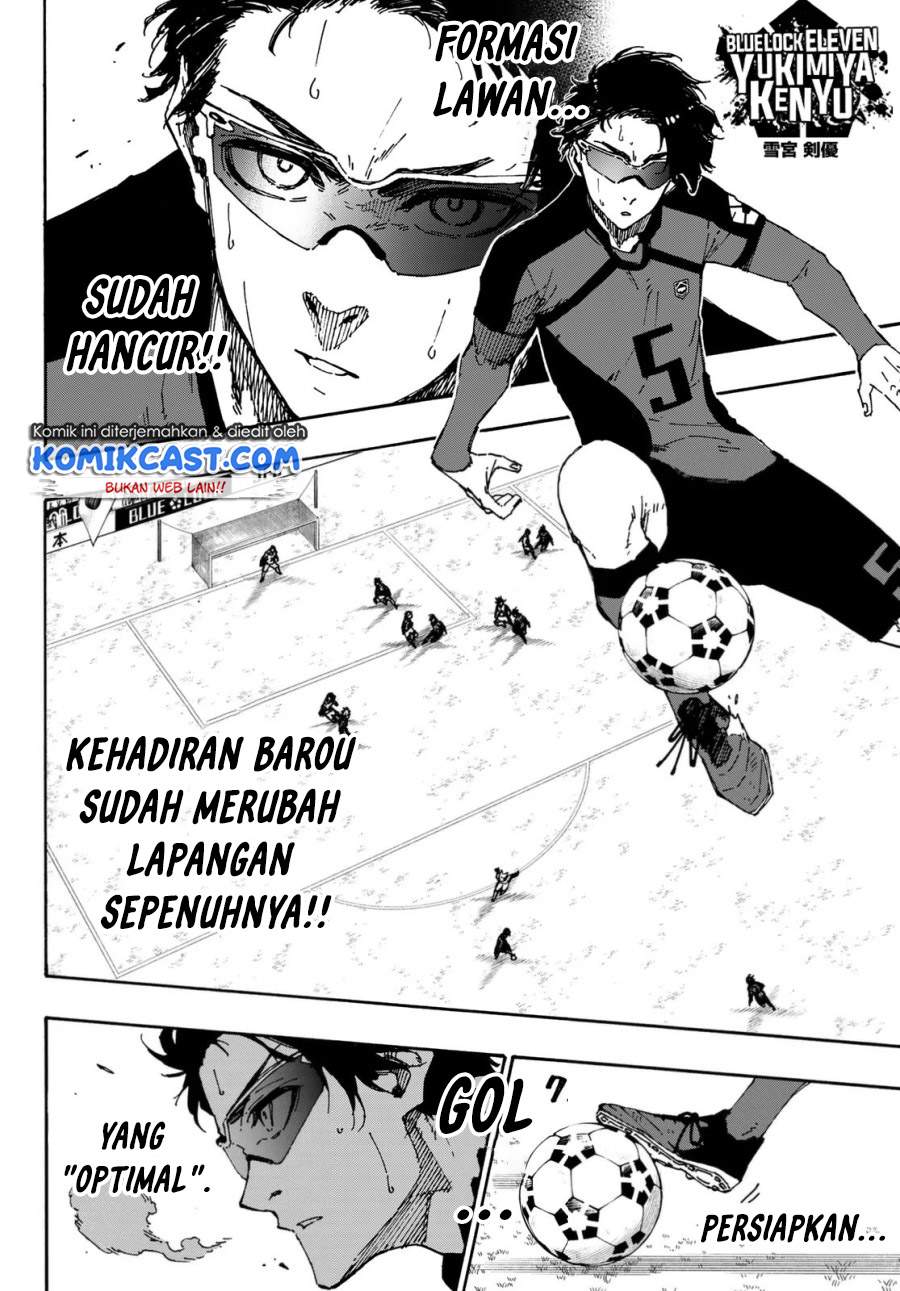 BLUE LOCK ELEVEN
YUKIMIYA
KENYU
雪宮 剣優
FORMASI
LAWAN...
SUDAH
HANCUR!!
5
Komik ini diterjemahkan & diedit oleh
KOMIKCAST.COM
BUKAN WEB LAIN!!
BLUE LOCK
本
KEHADIRAN BAROU
SUDAH MERUBAH
LAPANGAN
SEPENUHNYA!!
PERSIAPKAN...
GOL
...
YANG
"OPTIMAL".